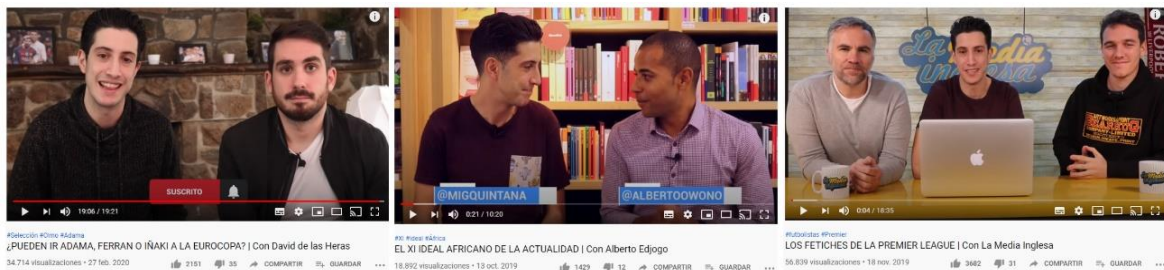 SUSCRITO
19:06 / 19:21
#Selección #Olmo #Adama
¿PUEDEN IR ADAMA, FERRAN O IÑAKI A LA EUROCOPA? | Con David de las Heras
34.714 visualizaciones • 27 feb. 2020
2151
35
COMPARTIR
GUARDAR
@MIGQUINTANA
@ALBERTOOWONO
0:21 / 10:20
#XI #Ideal #África
EL XI IDEAL AFRICANO DE LA ACTUALIDAD | Con Alberto Edjogo
18.892 visualizaciones • 13 oct. 2019
1429
12
COMPARTIR
GUARDAR
La Media
inglesa
0:04 / 18:35
#futbolistas #Premier
LOS FETICHES DE LA PREMIER LEAGUE | Con La Media Inglesa
56.839 visualizaciones • 18 nov. 2019
3682
31
COMPARTIR
GUARDAR